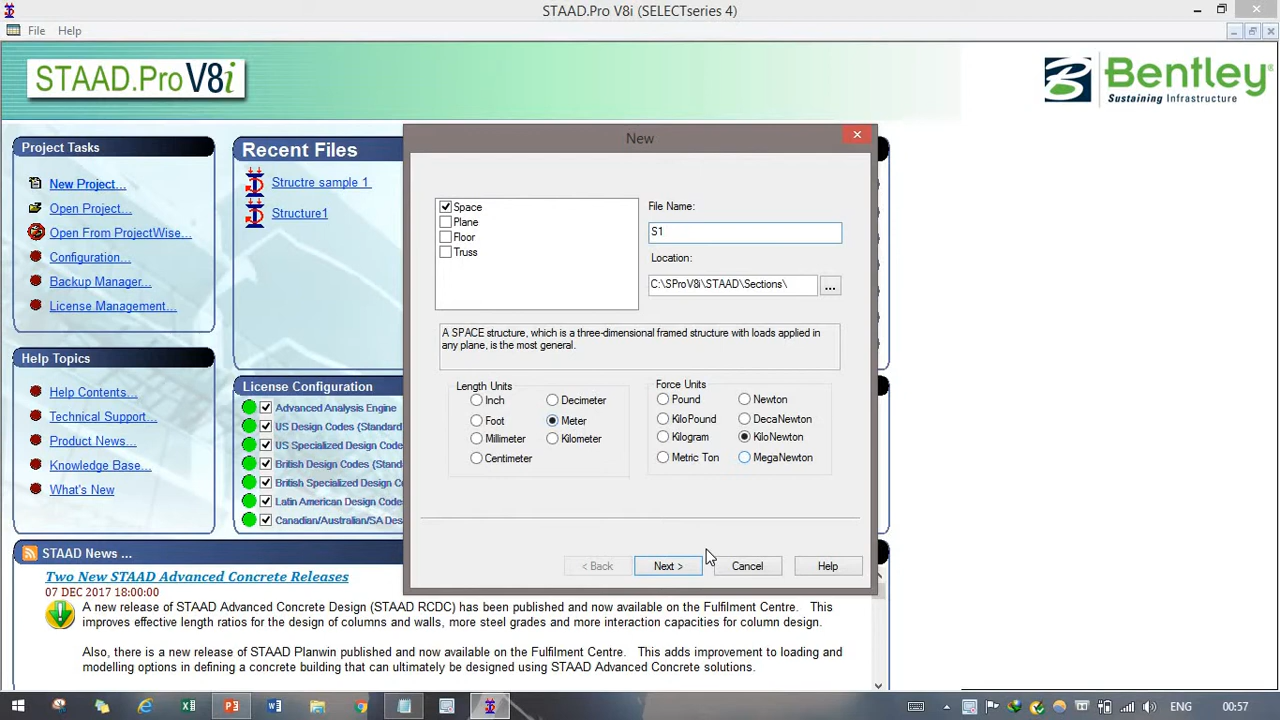 STAAD.Pro V8i (SELECTseries 4)
File Help
STAAD.Pro V8i
Bentley
Sustaining Infrastructure
Project Tasks
New Project...
Open Project...
Open From ProjectWise...
Configuration...
Backup Manager...
License Management...
Recent Files
Structre sample 1
Structure1
Help Topics
Help Contents...
Technical Support...
Product News...
Knowledge Base...
What's New
License Configuration
Advanced Analysis Engine
US Design Codes (Standard
US Specialized Design Code
British Design Codes (Stand
British Specialized Design C
Latin American Design Code
Canadian/Australian/SA Des
New
Space
Plane
Floor
Truss
File Name:
S1
Location:
C:\SProV8i\STAAD\Sections\
...
A SPACE structure, which is a three-dimensional framed structure with loads applied in
any plane, is the most general.
Length Units
Inch Decimeter
Foot Meter
Millimeter Kilometer
Centimeter
Force Units
Pound Newton
KiloPound DecaNewton
Kilogram KiloNewton
Metric Ton MegaNewton
< Back Next > Cancel Help
STAAD News ...
Two New STAAD Advanced Concrete Releases
07 DEC 2017 18:00:00
A new release of STAAD Advanced Concrete Design (STAAD RCDC) has been published and now available on the Fulfilment Centre. This
improves effective length ratios for the design of columns and walls, more steel grades and more interaction capacities for column design.
Also, there is a new release of STAAD Planwin published and now available on the Fulfilment Centre. This adds improvement to loading and
modelling options in defining a concrete building that can ultimately be designed using STAAD Advanced Concrete solutions.
ENG 00:57